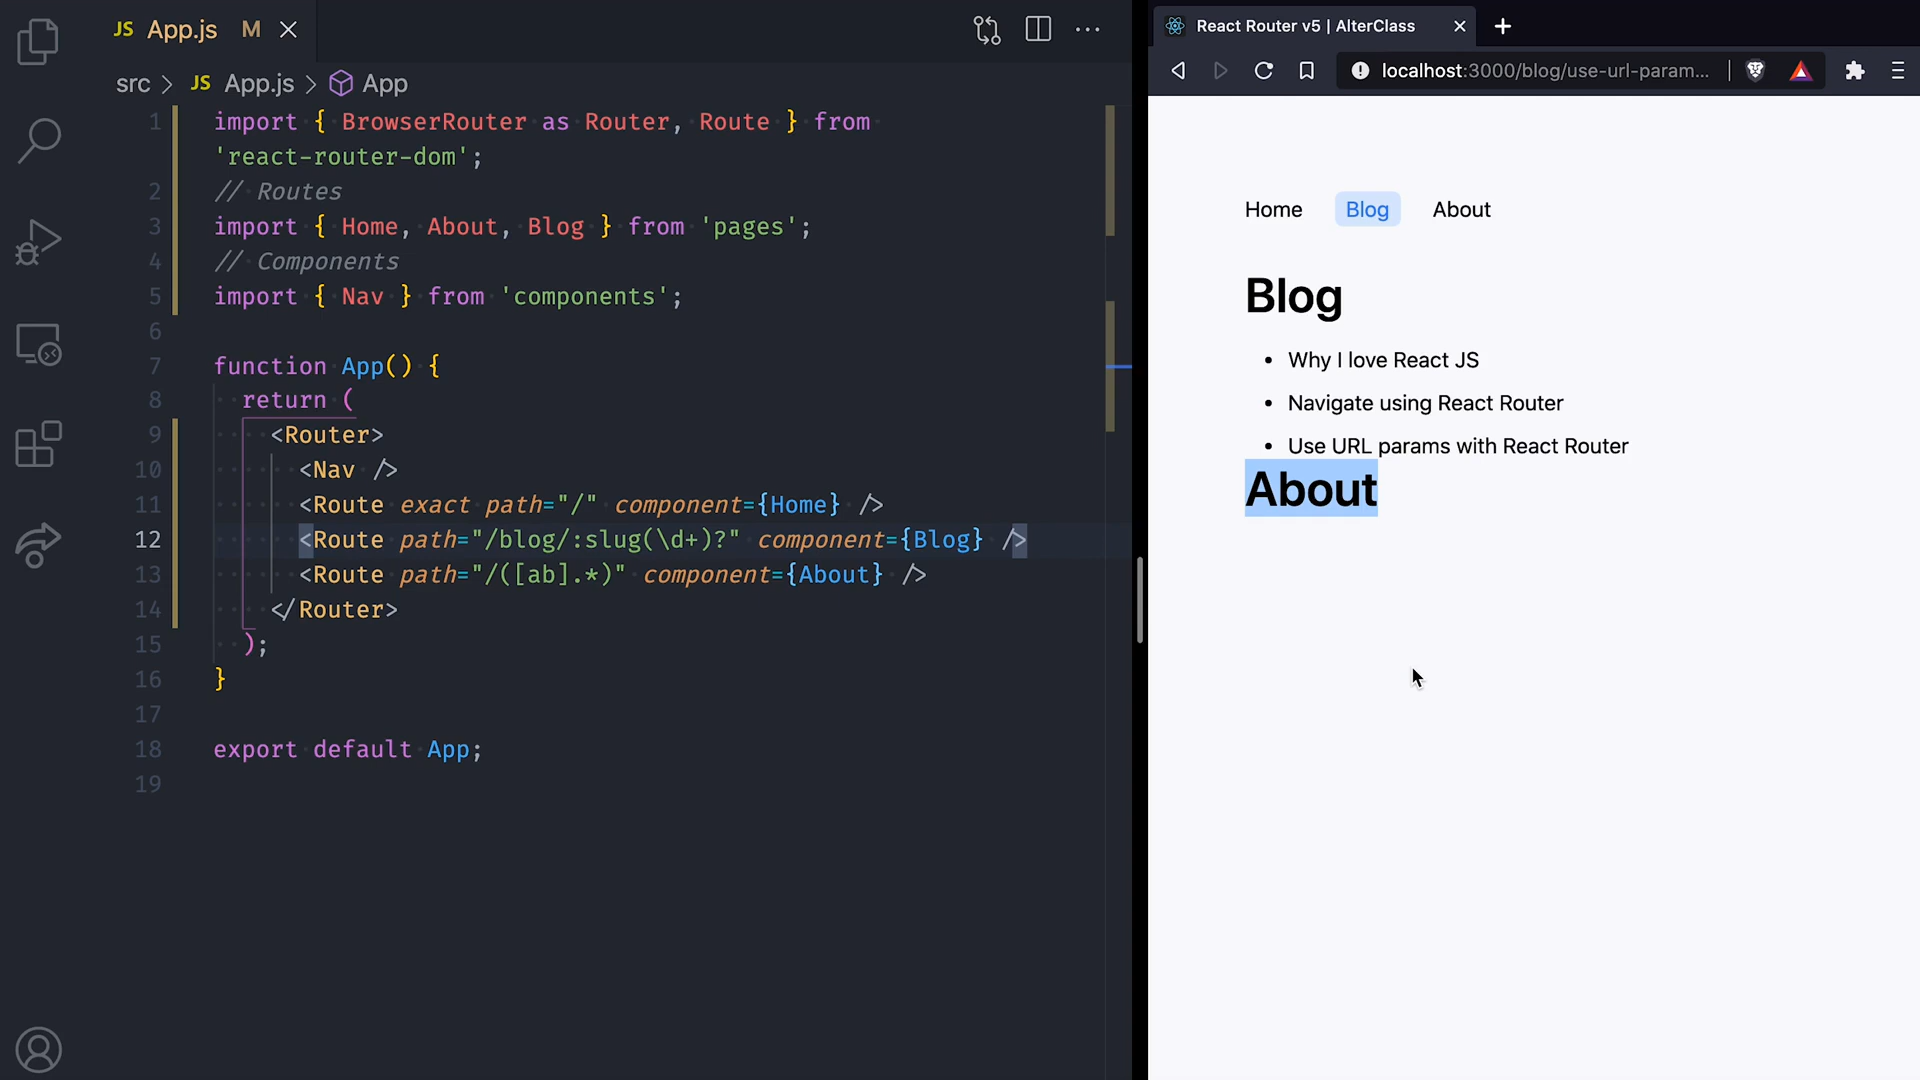 JS App.js M
src > JS App.js > App
1 import { BrowserRouter as Router, Route } from
'react-router-dom';
2 // Routes
3 import { Home, About, Blog } from 'pages';
4 // Components
5 import { Nav } from 'components';
6
7 function App() {
8 return (
9 <Router>
10 <Nav />
11 <Route exact path="/" component={Home} />
12 <Route path="/blog/:slug(\d+)?" component={Blog} />
13 <Route path="/([ab].*)" component={About} />
14 </Router>
15 );
16 }
17
18 export default App;
19
React Router v5 | AlterClass
localhost:3000/blog/use-url-param...
Home Blog About
Blog
• Why I love React JS
• Navigate using React Router
• Use URL params with React Router
About